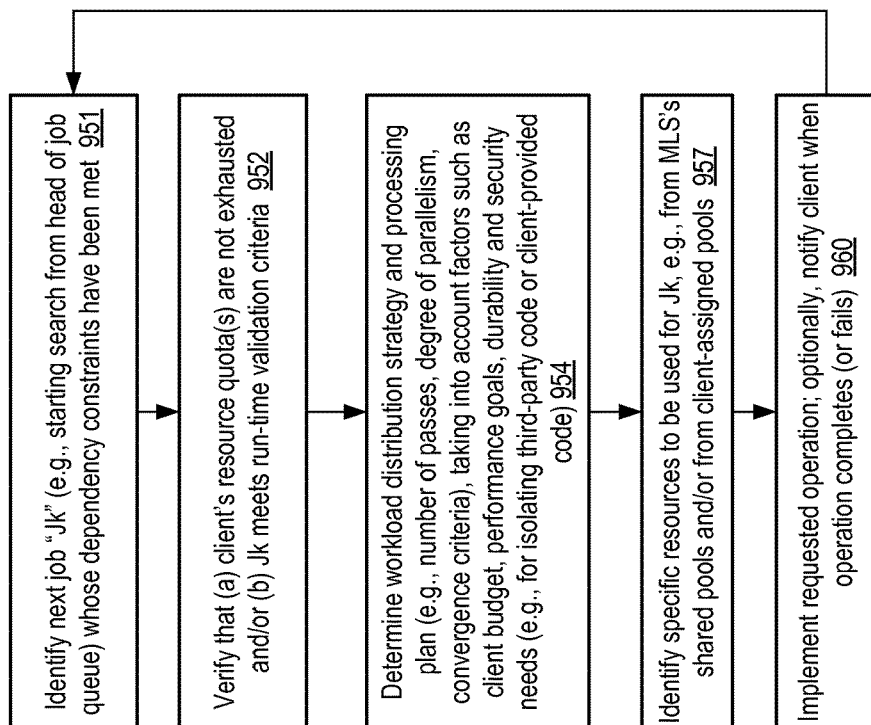 Identify next job “Jk” (e.g., starting search from head of job
queue) whose dependency constraints have been met 951
Verify that (a) client’s resource quota(s) are not exhausted
and/or (b) Jk meets run-time validation criteria 952
Determine workload distribution strategy and processing
plan (e.g., number of passes, degree of parallelism,
convergence criteria), taking into account factors such as
client budget, performance goals, durability and security
needs (e.g., for isolating third-party code or client-provided
code) 954
Identify specific resources to be used for Jk, e.g., from MLS’s
shared pools and/or from client-assigned pools 957
Implement requested operation; optionally, notify client when
operation completes (or fails) 960